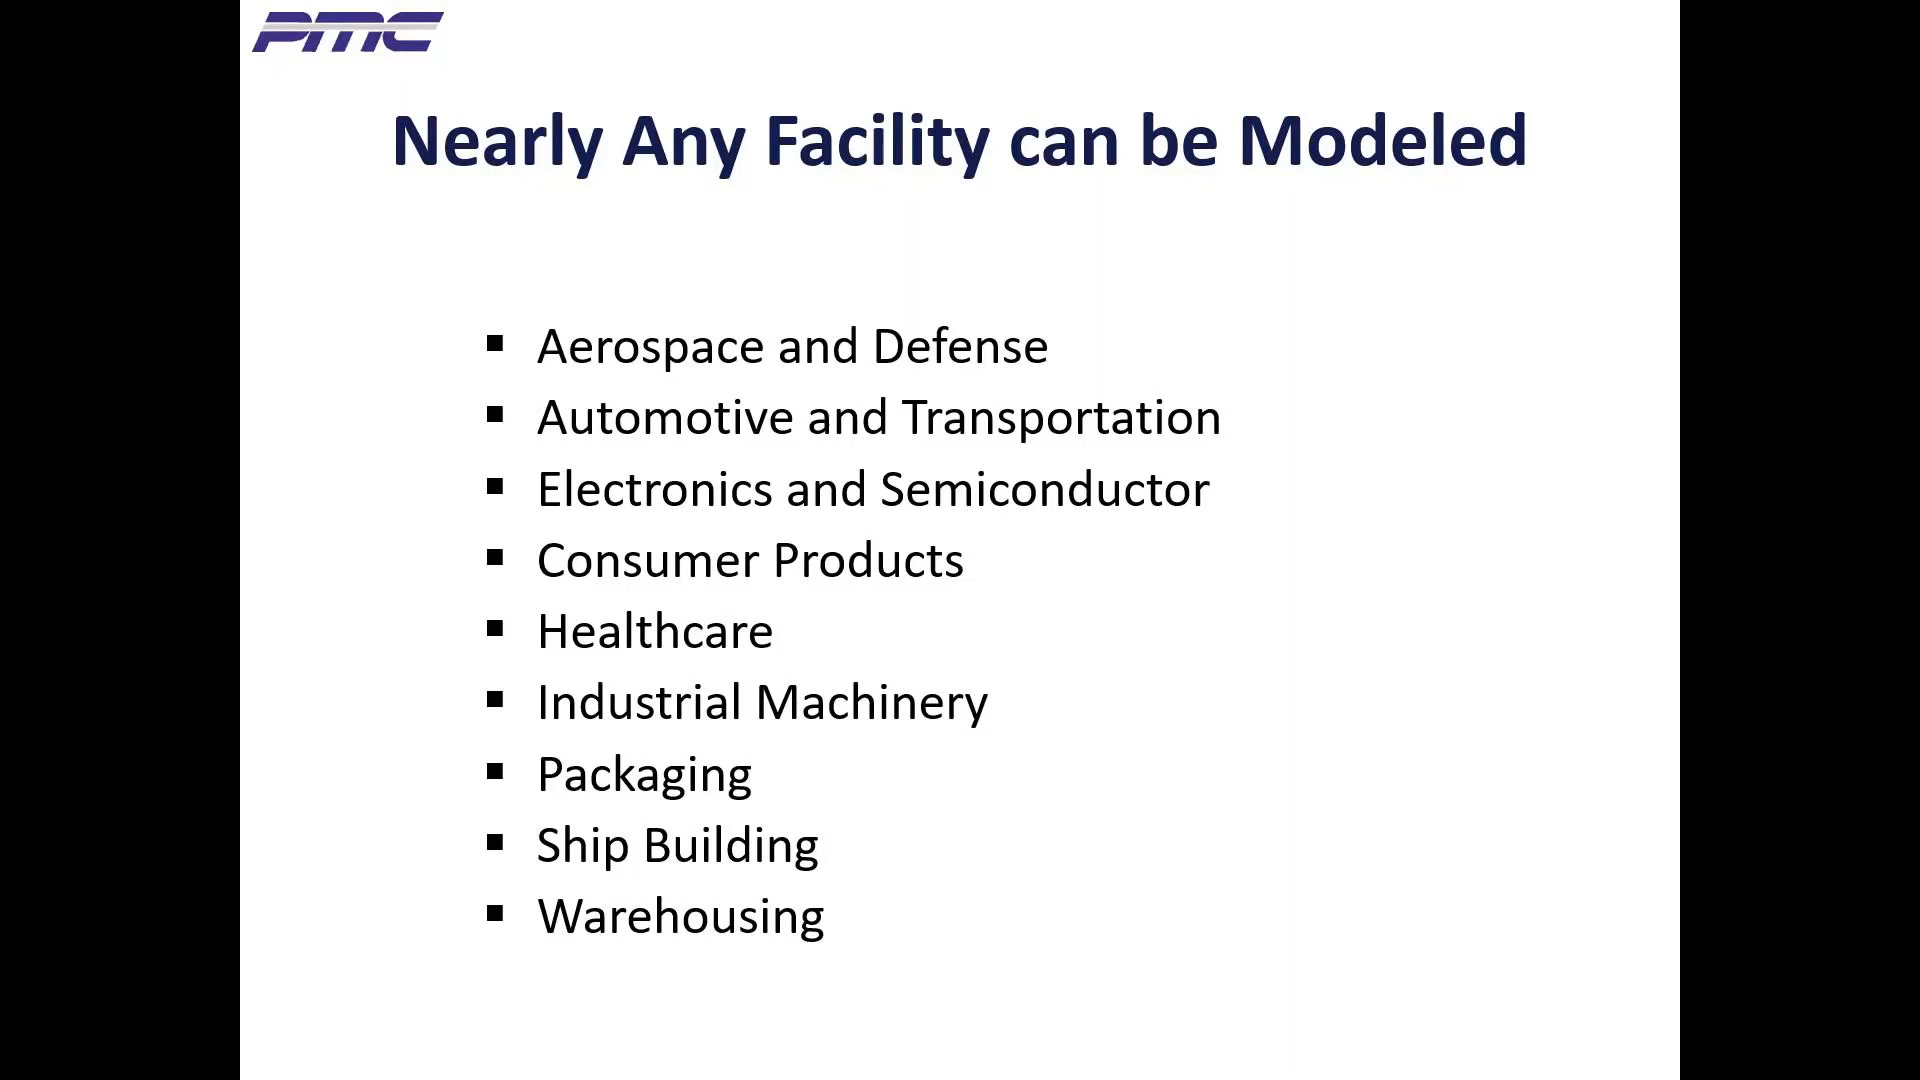 PMC
Nearly Any Facility can be Modeled
▪ Aerospace and Defense
▪ Automotive and Transportation
▪ Electronics and Semiconductor
▪ Consumer Products
▪ Healthcare
▪ Industrial Machinery
▪ Packaging
▪ Ship Building
▪ Warehousing